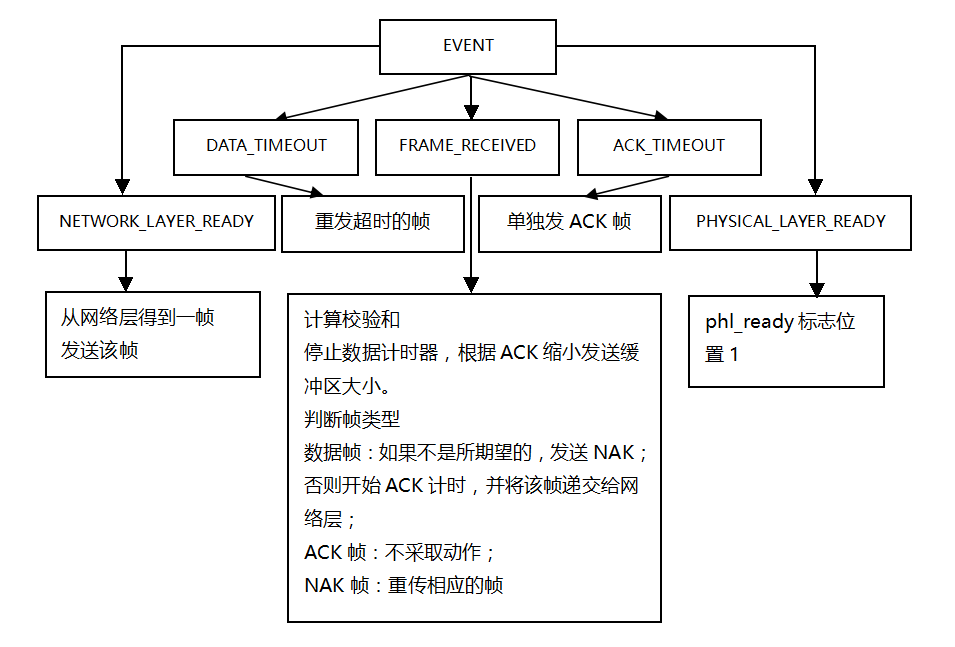 EVENT
DATA_TIMEOUT
FRAME_RECEIVED
ACK_TIMEOUT
NETWORK_LAYER_READY
重发超时的帧
单独发 ACK 帧
PHYSICAL_LAYER_READY
从网络层得到一帧
发送该帧
计算校验和
停止数据计时器，根据 ACK 缩小发送缓
冲区大小。
判断帧类型
数据帧：如果不是所期望的，发送 NAK；
否则开始 ACK 计时，并将该帧递交给网
络层；
ACK 帧：不采取动作；
NAK 帧：重传相应的帧
phl_ready 标志位
置 1